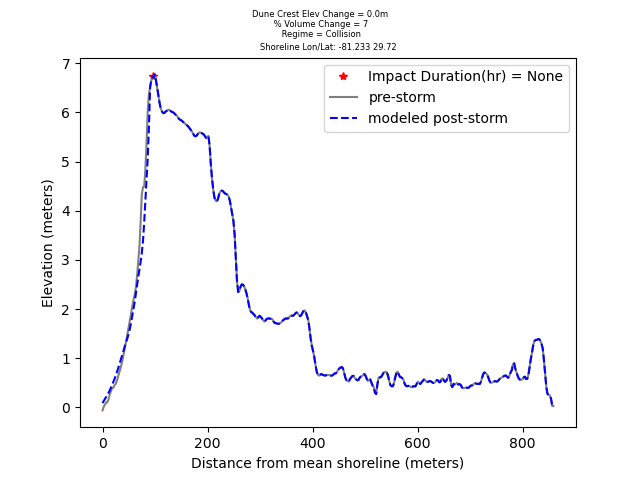 Dune Crest Elev Change = 0.0m
% Volume Change = 7
Regime = Collision
Shoreline Lon/Lat: -81.233 29.72
7
6
5
4
3
2
1
0
Elevation (meters)
Impact Duration(hr) = None
pre-storm
modeled post-storm
0 200 400 600 800
Distance from mean shoreline (meters)